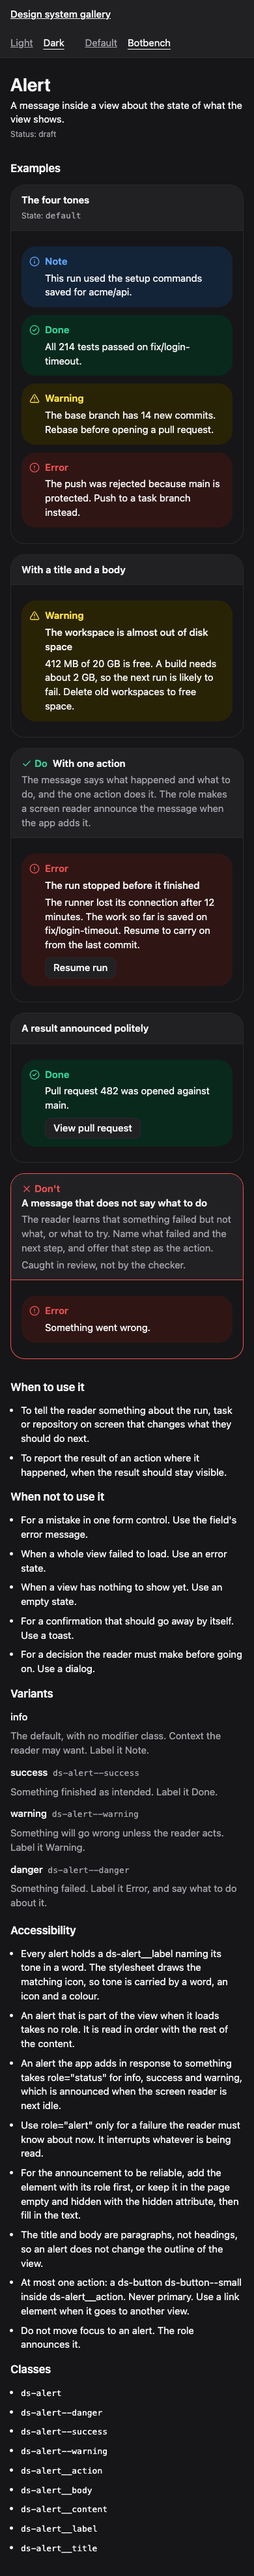 Design system gallery
Light Dark Default Botbench
Alert
A message inside a view about the state of what the
view shows.
Status: draft
Examples
The four tones
State: default
Note
This run used the setup commands
saved for acme/api.
Done
All 214 tests passed on fix/login-
timeout.
Warning
The base branch has 14 new commits.
Rebase before opening a pull request.
Error
The push was rejected because main is
protected. Push to a task branch
instead.
With a title and a body
Warning
The workspace is almost out of disk
space
412 MB of 20 GB is free. A build needs
about 2 GB, so the next run is likely to
fail. Delete old workspaces to free
space.
Do With one action
The message says what happened and what to
do, and the one action does it. The role makes
a screen reader announce the message when
the app adds it.
Error
The run stopped before it finished
The runner lost its connection after 12
minutes. The work so far is saved on
fix/login-timeout. Resume to carry on
from the last commit.
Resume run
A result announced politely
Done
Pull request 482 was opened against
main.
View pull request
Don't
A message that does not say what to do
The reader learns that something failed but not
what, or what to try. Name what failed and the
next step, and offer that step as the action.
Caught in review, not by the checker.
Error
Something went wrong.
When to use it
• To tell the reader something about the run, task
or repository on screen that changes what they
should do next.
• To report the result of an action where it
happened, when the result should stay visible.
When not to use it
• For a mistake in one form control. Use the field's
error message.
• When a whole view failed to load. Use an error
state.
• When a view has nothing to show yet. Use an
empty state.
• For a confirmation that should go away by itself.
Use a toast.
• For a decision the reader must make before going
on. Use a dialog.
Variants
info
The default, with no modifier class. Context the
reader may want. Label it Note.
success ds-alert--success
Something finished as intended. Label it Done.
warning ds-alert--warning
Something will go wrong unless the reader acts.
Label it Warning.
danger ds-alert--danger
Something failed. Label it Error, and say what to do
about it.
Accessibility
• Every alert holds a ds-alert__label naming its
tone in a word. The stylesheet draws the
matching icon, so tone is carried by a word, an
icon and a colour.
• An alert that is part of the view when it loads
takes no role. It is read in order with the rest of
the content.
• An alert the app adds in response to something
takes role="status" for info, success and warning,
which is announced when the screen reader is
next idle.
• Use role="alert" only for a failure the reader must
know about now. It interrupts whatever is being
read.
• For the announcement to be reliable, add the
element with its role first, or keep it in the page
empty and hidden with the hidden attribute, then
fill in the text.
• The title and body are paragraphs, not headings,
so an alert does not change the outline of the
view.
• At most one action: a ds-button ds-button--small
inside ds-alert__action. Never primary. Use a link
element when it goes to another view.
• Do not move focus to an alert. The role
announces it.
Classes
• ds-alert
• ds-alert--danger
• ds-alert--success
• ds-alert--warning
• ds-alert__action
• ds-alert__body
• ds-alert__content
• ds-alert__label
• ds-alert__title